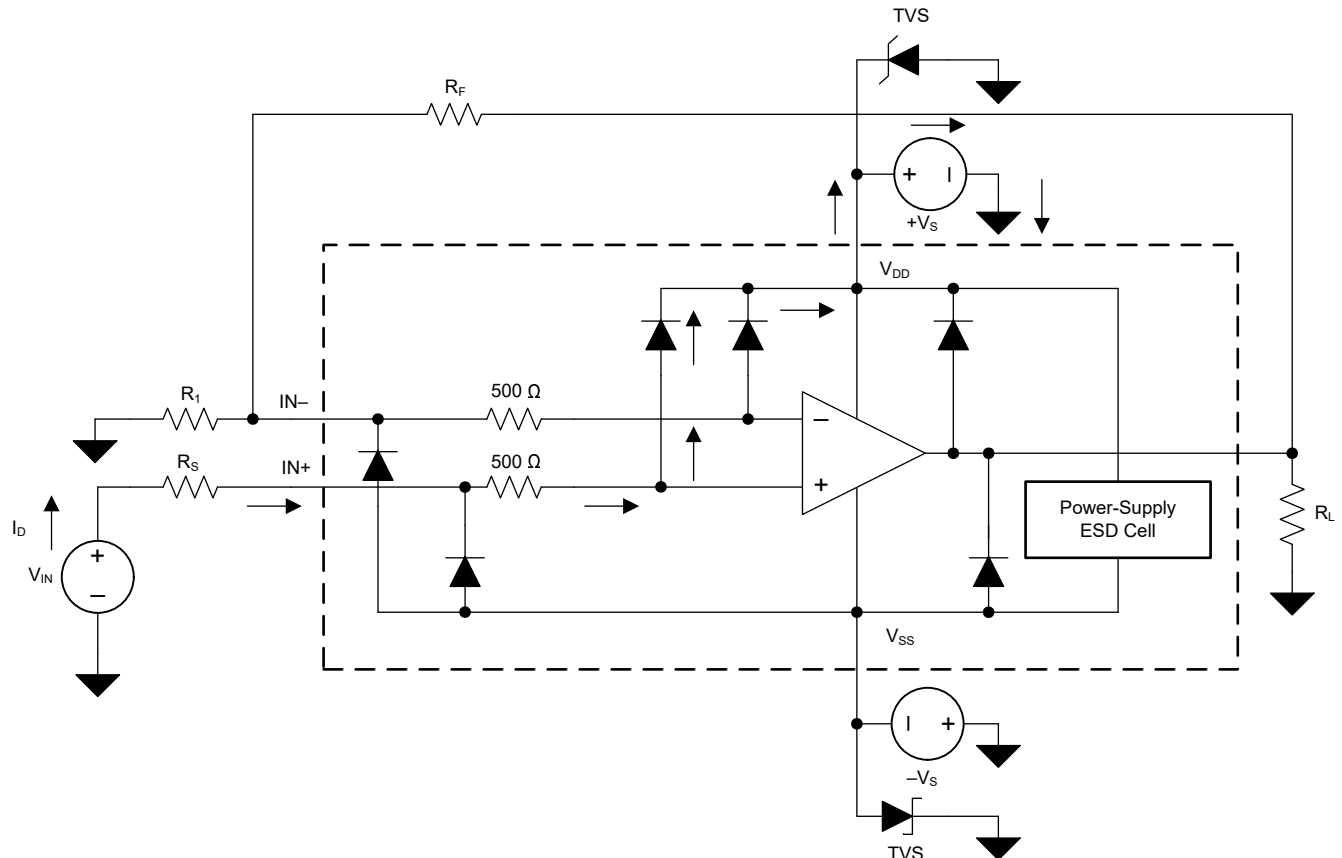 TVS
R_F
+ –
+V_S
V_DD
R_1
IN–
500 Ω
–
R_S
IN+
500 Ω
+
I_D
V_IN
+
–
Power-Supply
ESD Cell
R_L
V_SS
– +
–V_S
TVS